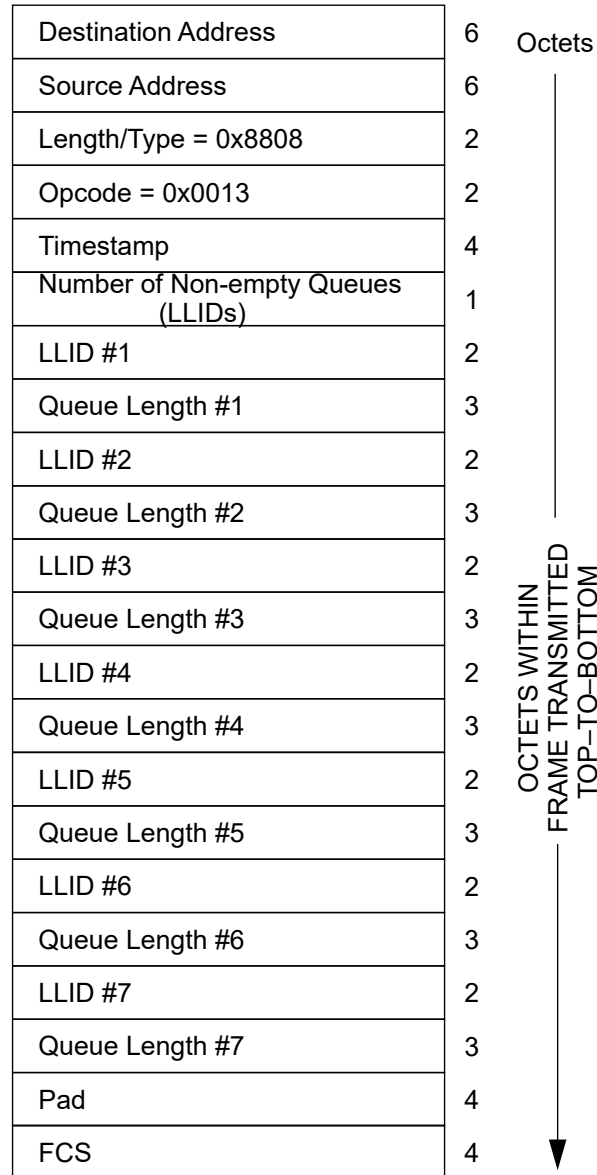 Destination Address 6 Octets
Source Address 6
Length/Type = 0x8808 2
Opcode = 0x0013 2
Timestamp 4
Number of Non-empty Queues
(LLIDs) 1
LLID #1 2
Queue Length #1 3
LLID #2 2
Queue Length #2 3
LLID #3 2
Queue Length #3 3
LLID #4 2
Queue Length #4 3
LLID #5 2
Queue Length #5 3
LLID #6 2
Queue Length #6 3
LLID #7 2
Queue Length #7 3
Pad 4
FCS 4
OCTETS WITHIN
FRAME TRANSMITTED
TOP–TO–BOTTOM